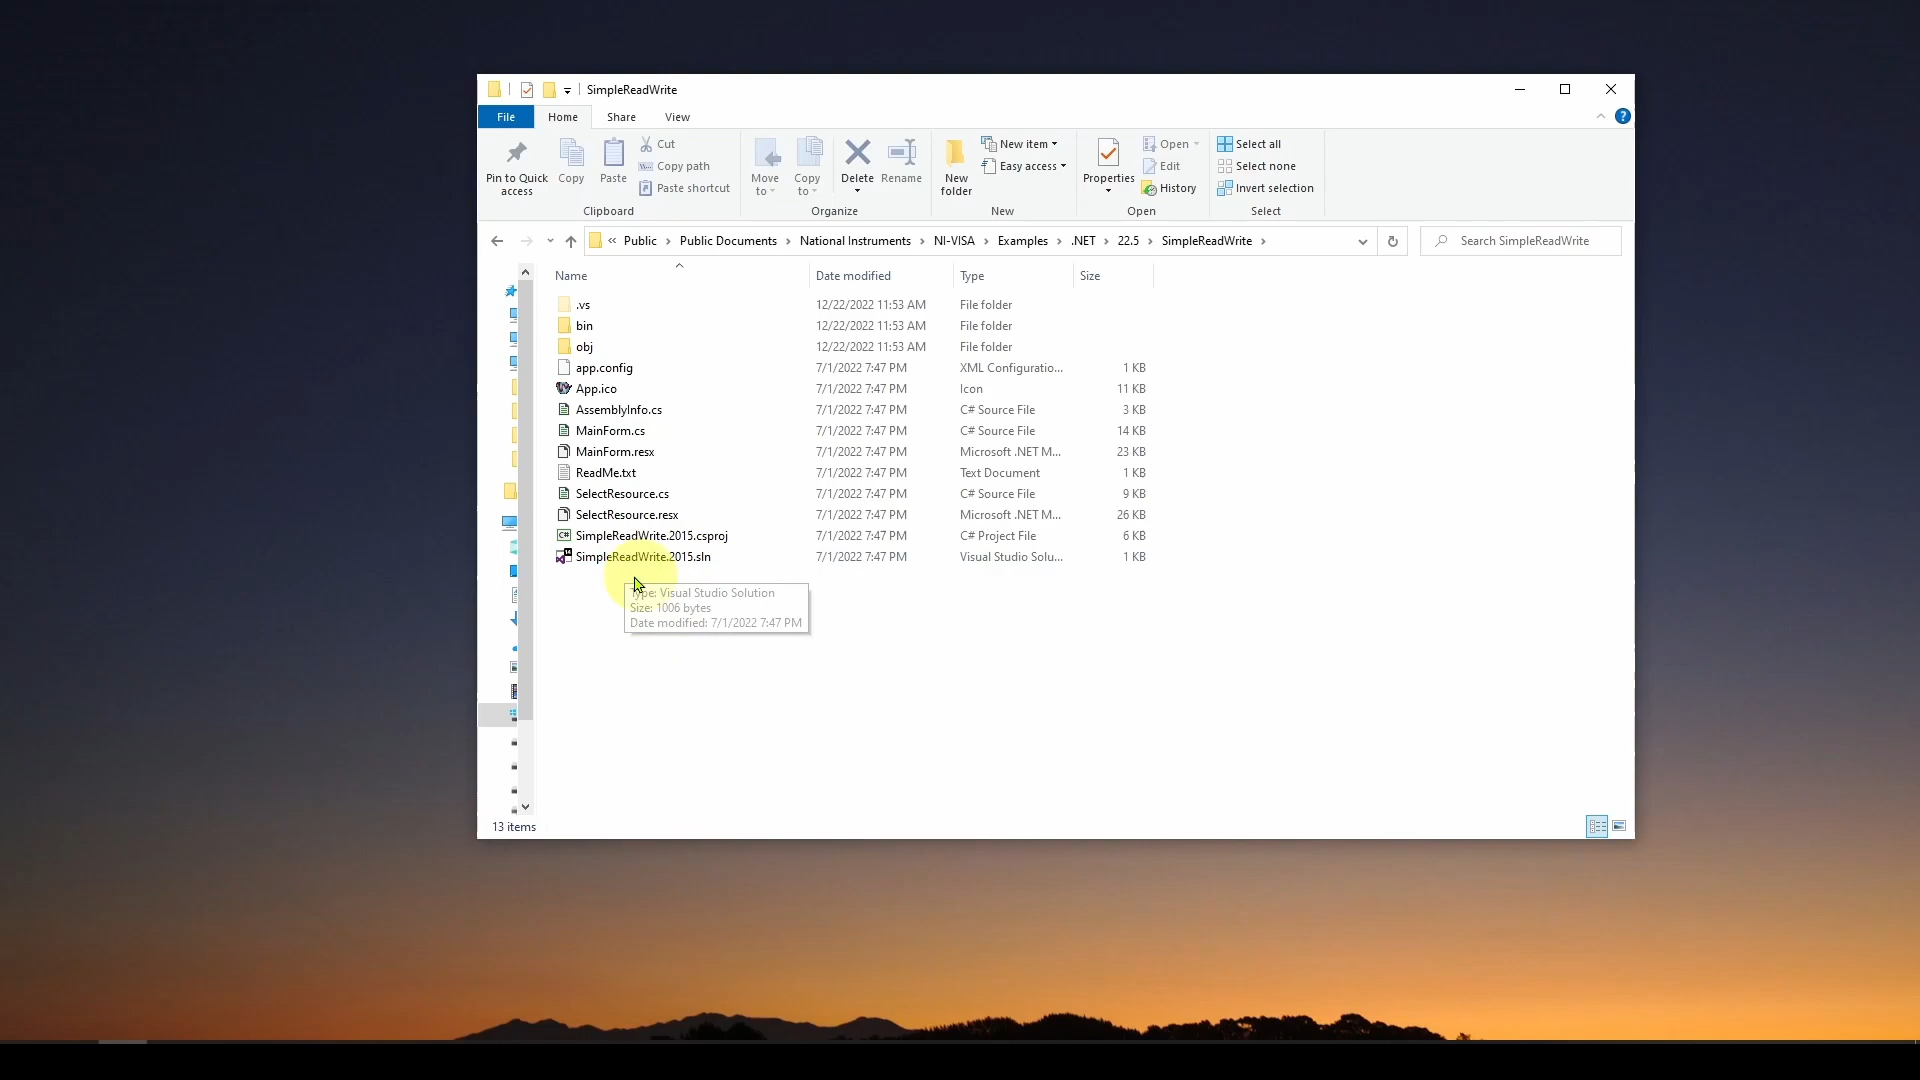 SimpleReadWrite
File Home Share View
Pin to Quick access
Copy
Paste
Cut
Copy path
Paste shortcut
Clipboard
Move to
Copy to
Delete
Rename
Organize
New folder
New item
Easy access
New
Properties
Open
Edit
History
Open
Select all
Select none
Invert selection
Select
« Public › Public Documents › National Instruments › NI-VISA › Examples › .NET › 22.5 › SimpleReadWrite ›
Search SimpleReadWrite
Name Date modified Type Size
.vs 12/22/2022 11:53 AM File folder
bin 12/22/2022 11:53 AM File folder
obj 12/22/2022 11:53 AM File folder
app.config 7/1/2022 7:47 PM XML Configuratio... 1 KB
App.ico 7/1/2022 7:47 PM Icon 11 KB
AssemblyInfo.cs 7/1/2022 7:47 PM C# Source File 3 KB
MainForm.cs 7/1/2022 7:47 PM C# Source File 14 KB
MainForm.resx 7/1/2022 7:47 PM Microsoft .NET M... 23 KB
ReadMe.txt 7/1/2022 7:47 PM Text Document 1 KB
SelectResource.cs 7/1/2022 7:47 PM C# Source File 9 KB
SelectResource.resx 7/1/2022 7:47 PM Microsoft .NET M... 26 KB
SimpleReadWrite.2015.csproj 7/1/2022 7:47 PM C# Project File 6 KB
SimpleReadWrite.2015.sln 7/1/2022 7:47 PM Visual Studio Solu... 1 KB
Type: Visual Studio Solution
Size: 1006 bytes
Date modified: 7/1/2022 7:47 PM
13 items